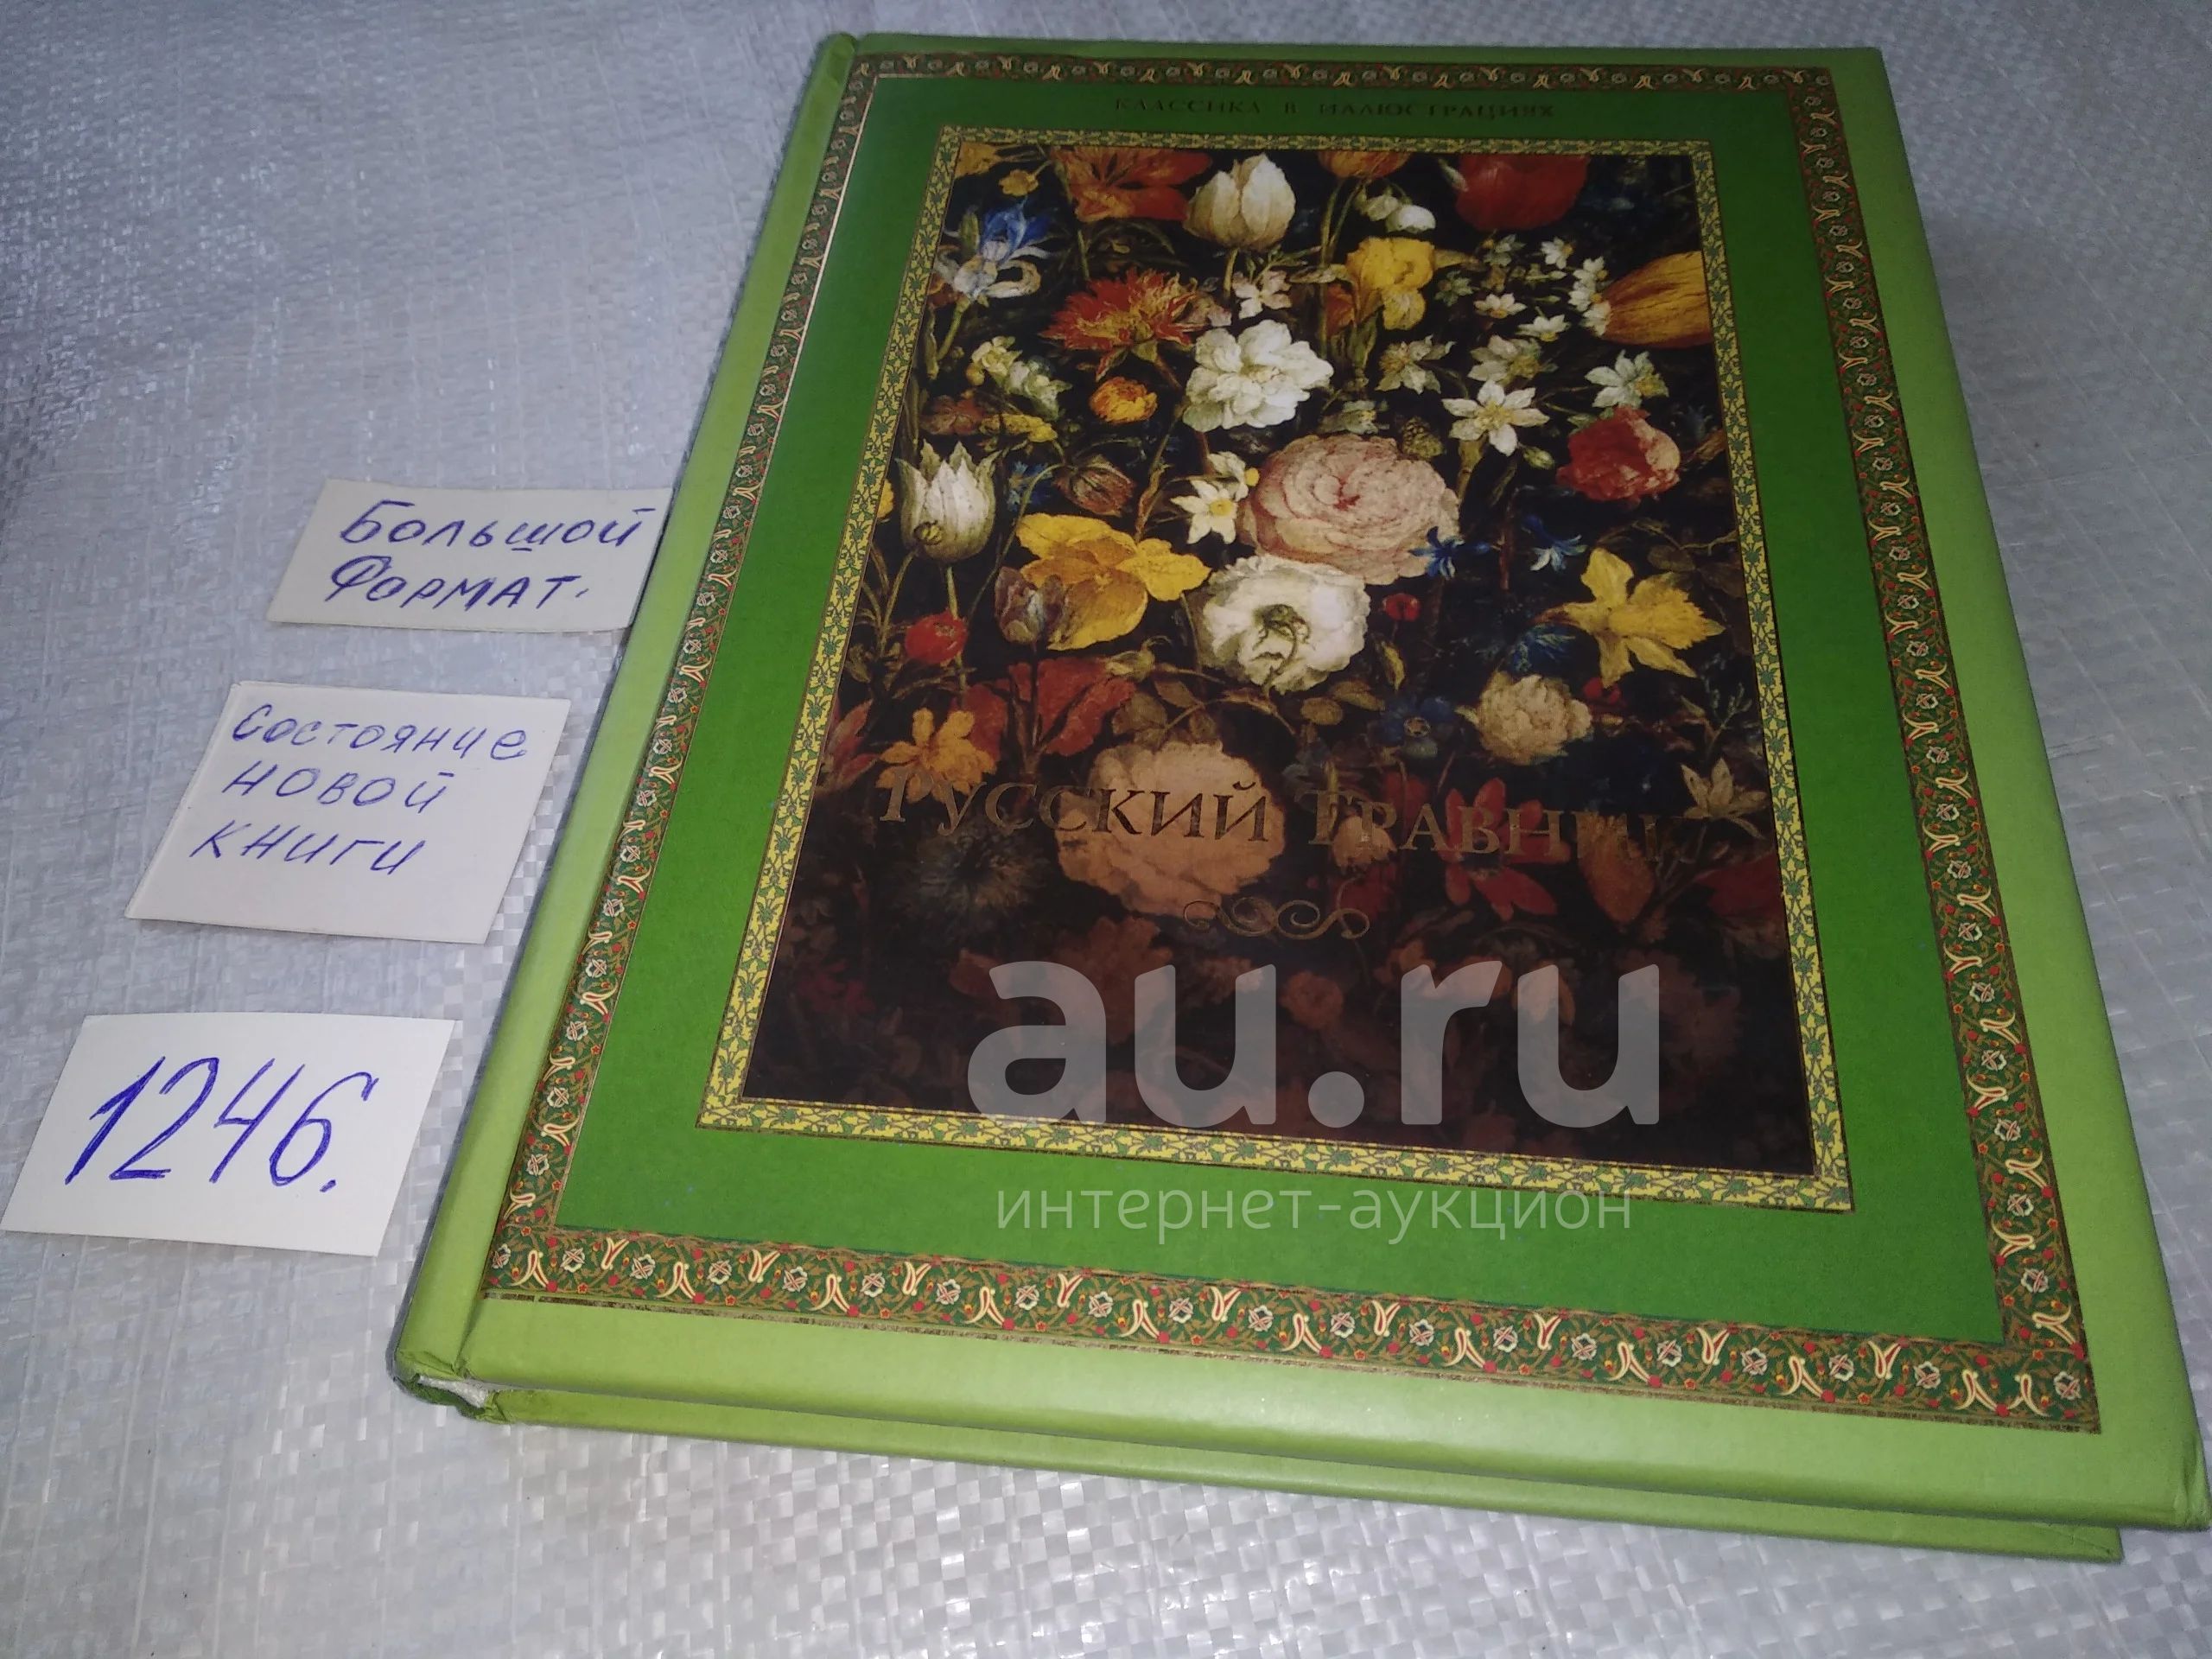 КЛАССИКА В ИЛЛЮСТРАЦИЯХ
Большой
Формат.
Состояние
новой
книги
РУССКИЙ ТРАВНИК
1246.
au.ru
интернет-аукцион